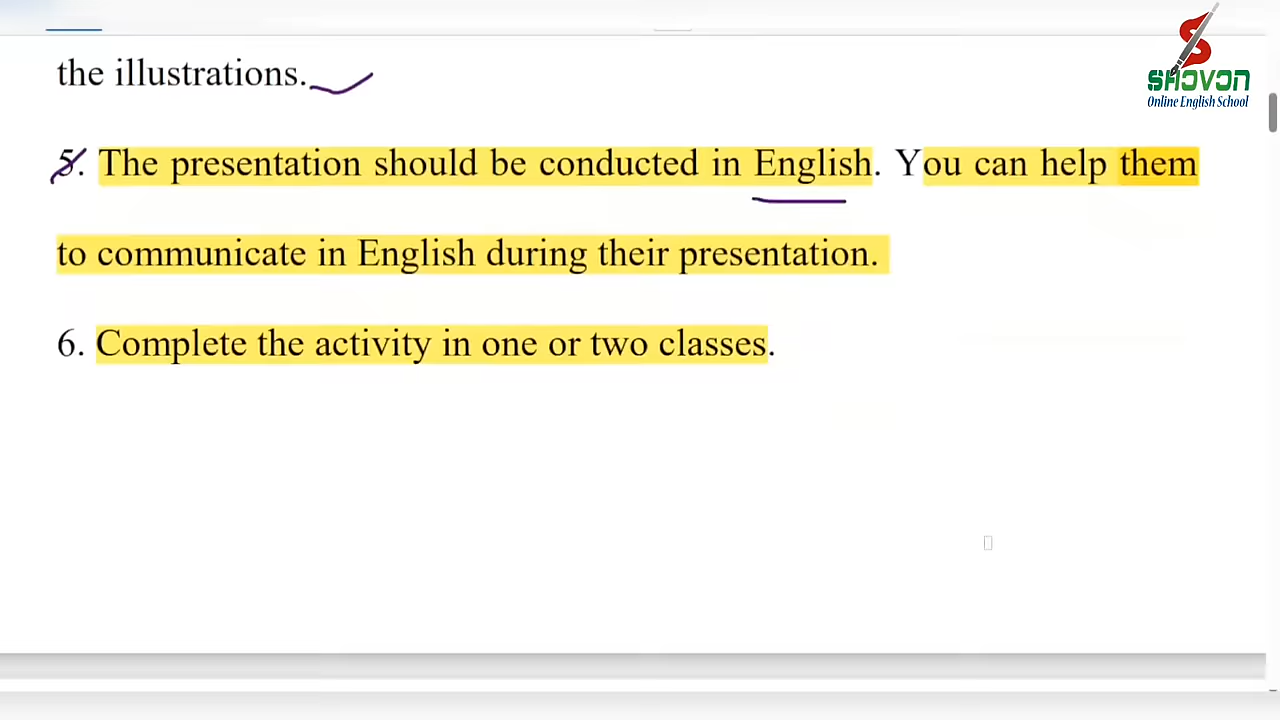 SHOVON
Online English School
the illustrations.
5. The presentation should be conducted in English. You can help them
to communicate in English during their presentation.
6. Complete the activity in one or two classes.